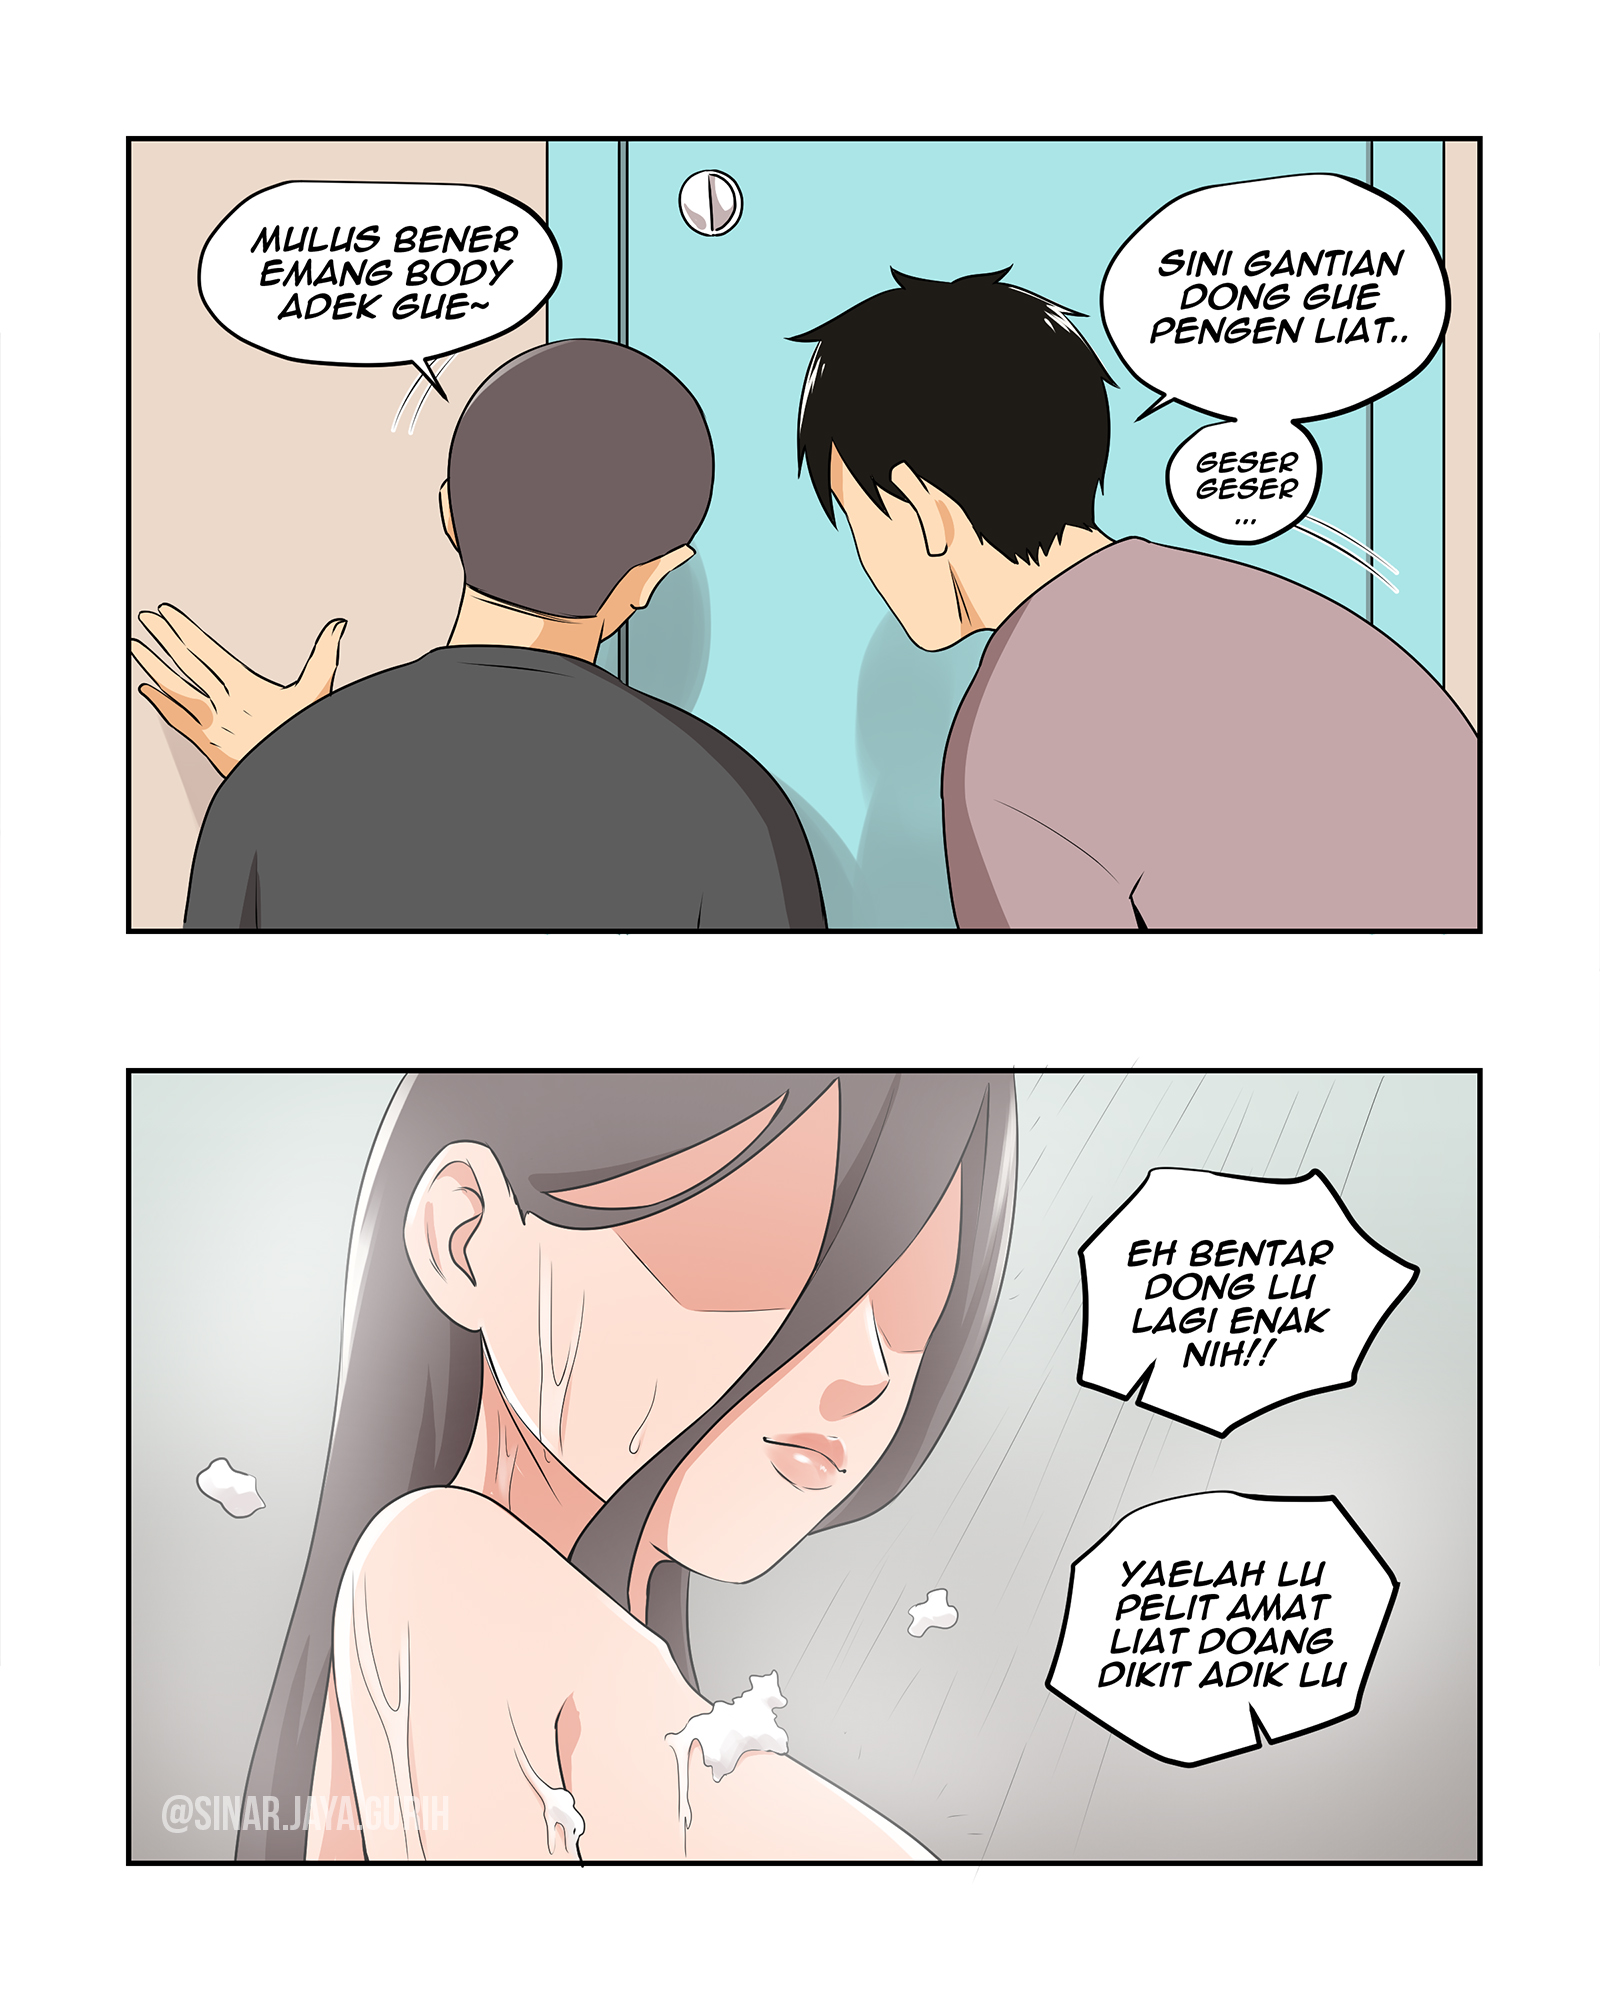 MULUS BENER
EMANG BODY
ADEK GUE~
SINI GANTIAN
DONG GUE
PENGEN LIAT..
GESER
GESER
...
EH BENTAR
DONG LU
LAGI ENAK
NIH!!
YAELAH LU
PELIT AMAT
LIAT DOANG
DIKIT ADIK LU
@SINAR.JAYA.GURIH